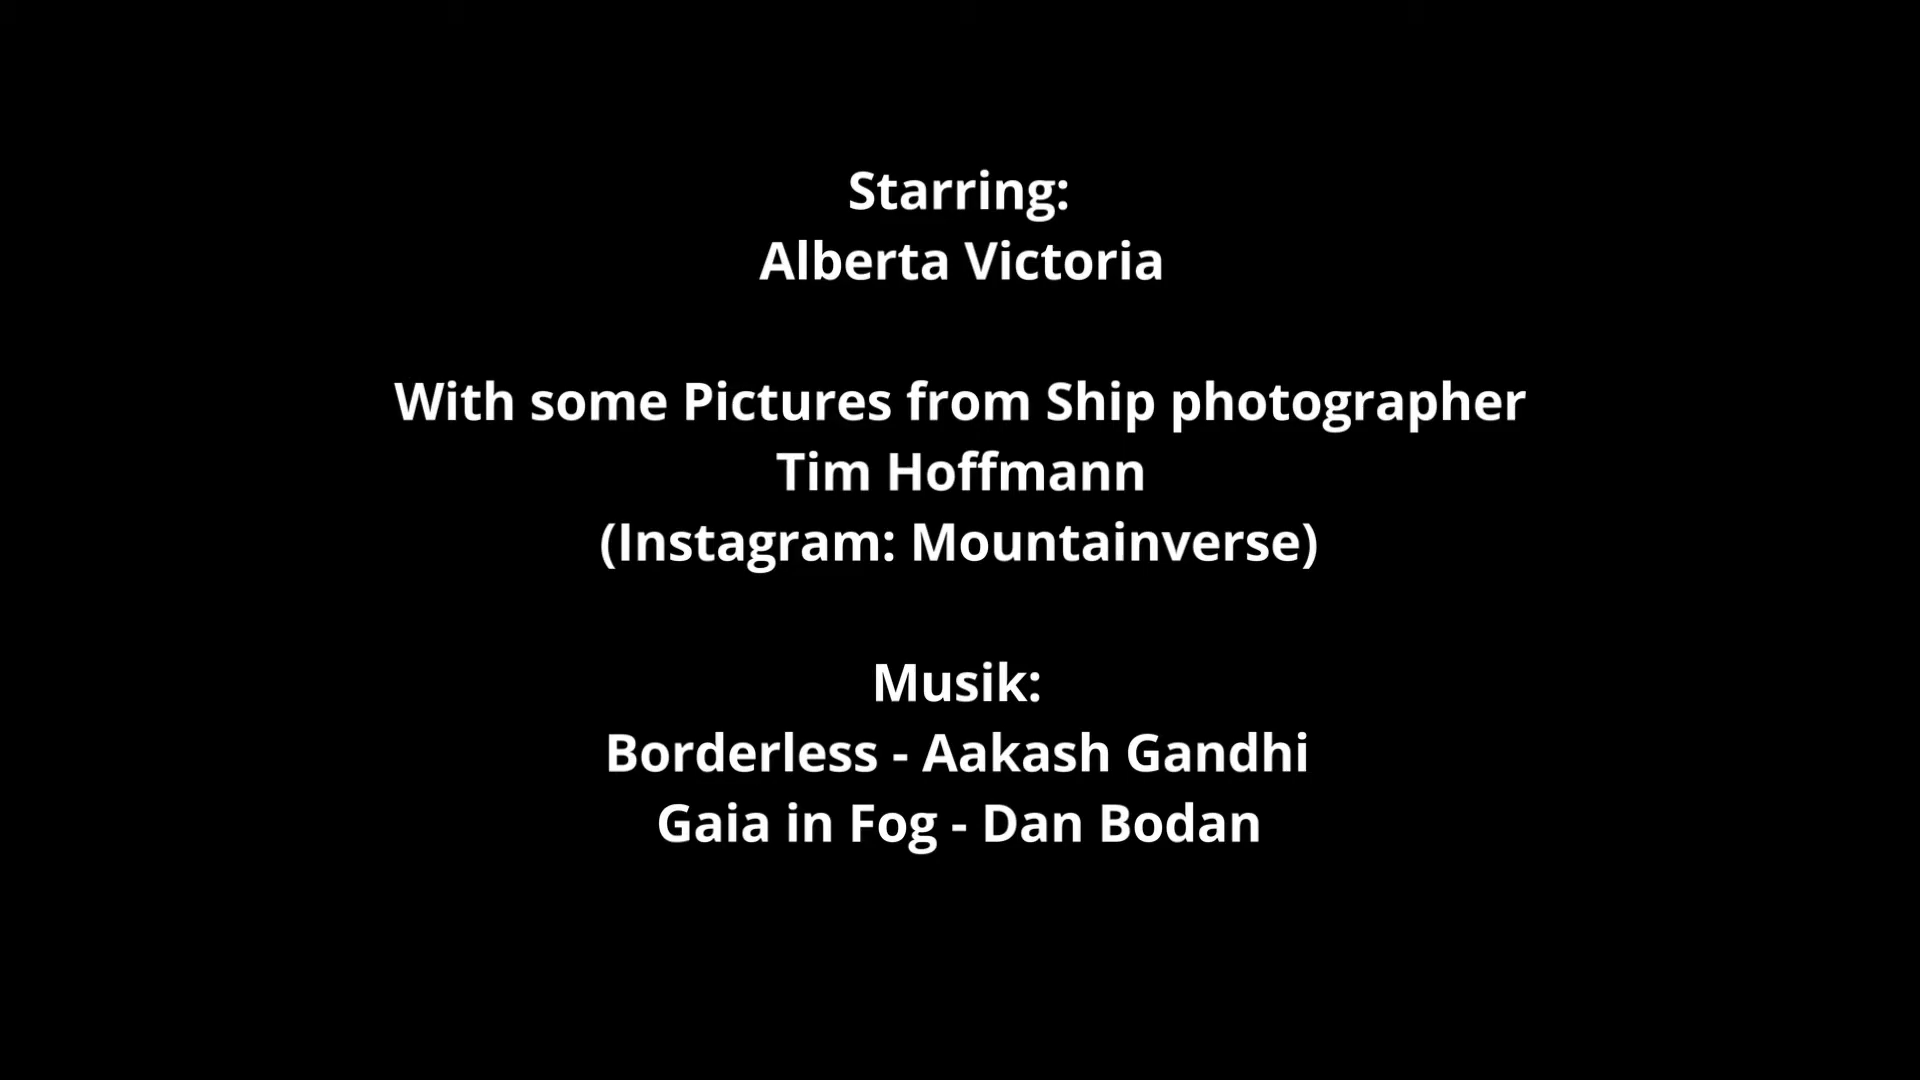 Starring:
Alberta Victoria
With some Pictures from Ship photographer
Tim Hoffmann
(Instagram: Mountainverse)
Musik:
Borderless - Aakash Gandhi
Gaia in Fog - Dan Bodan